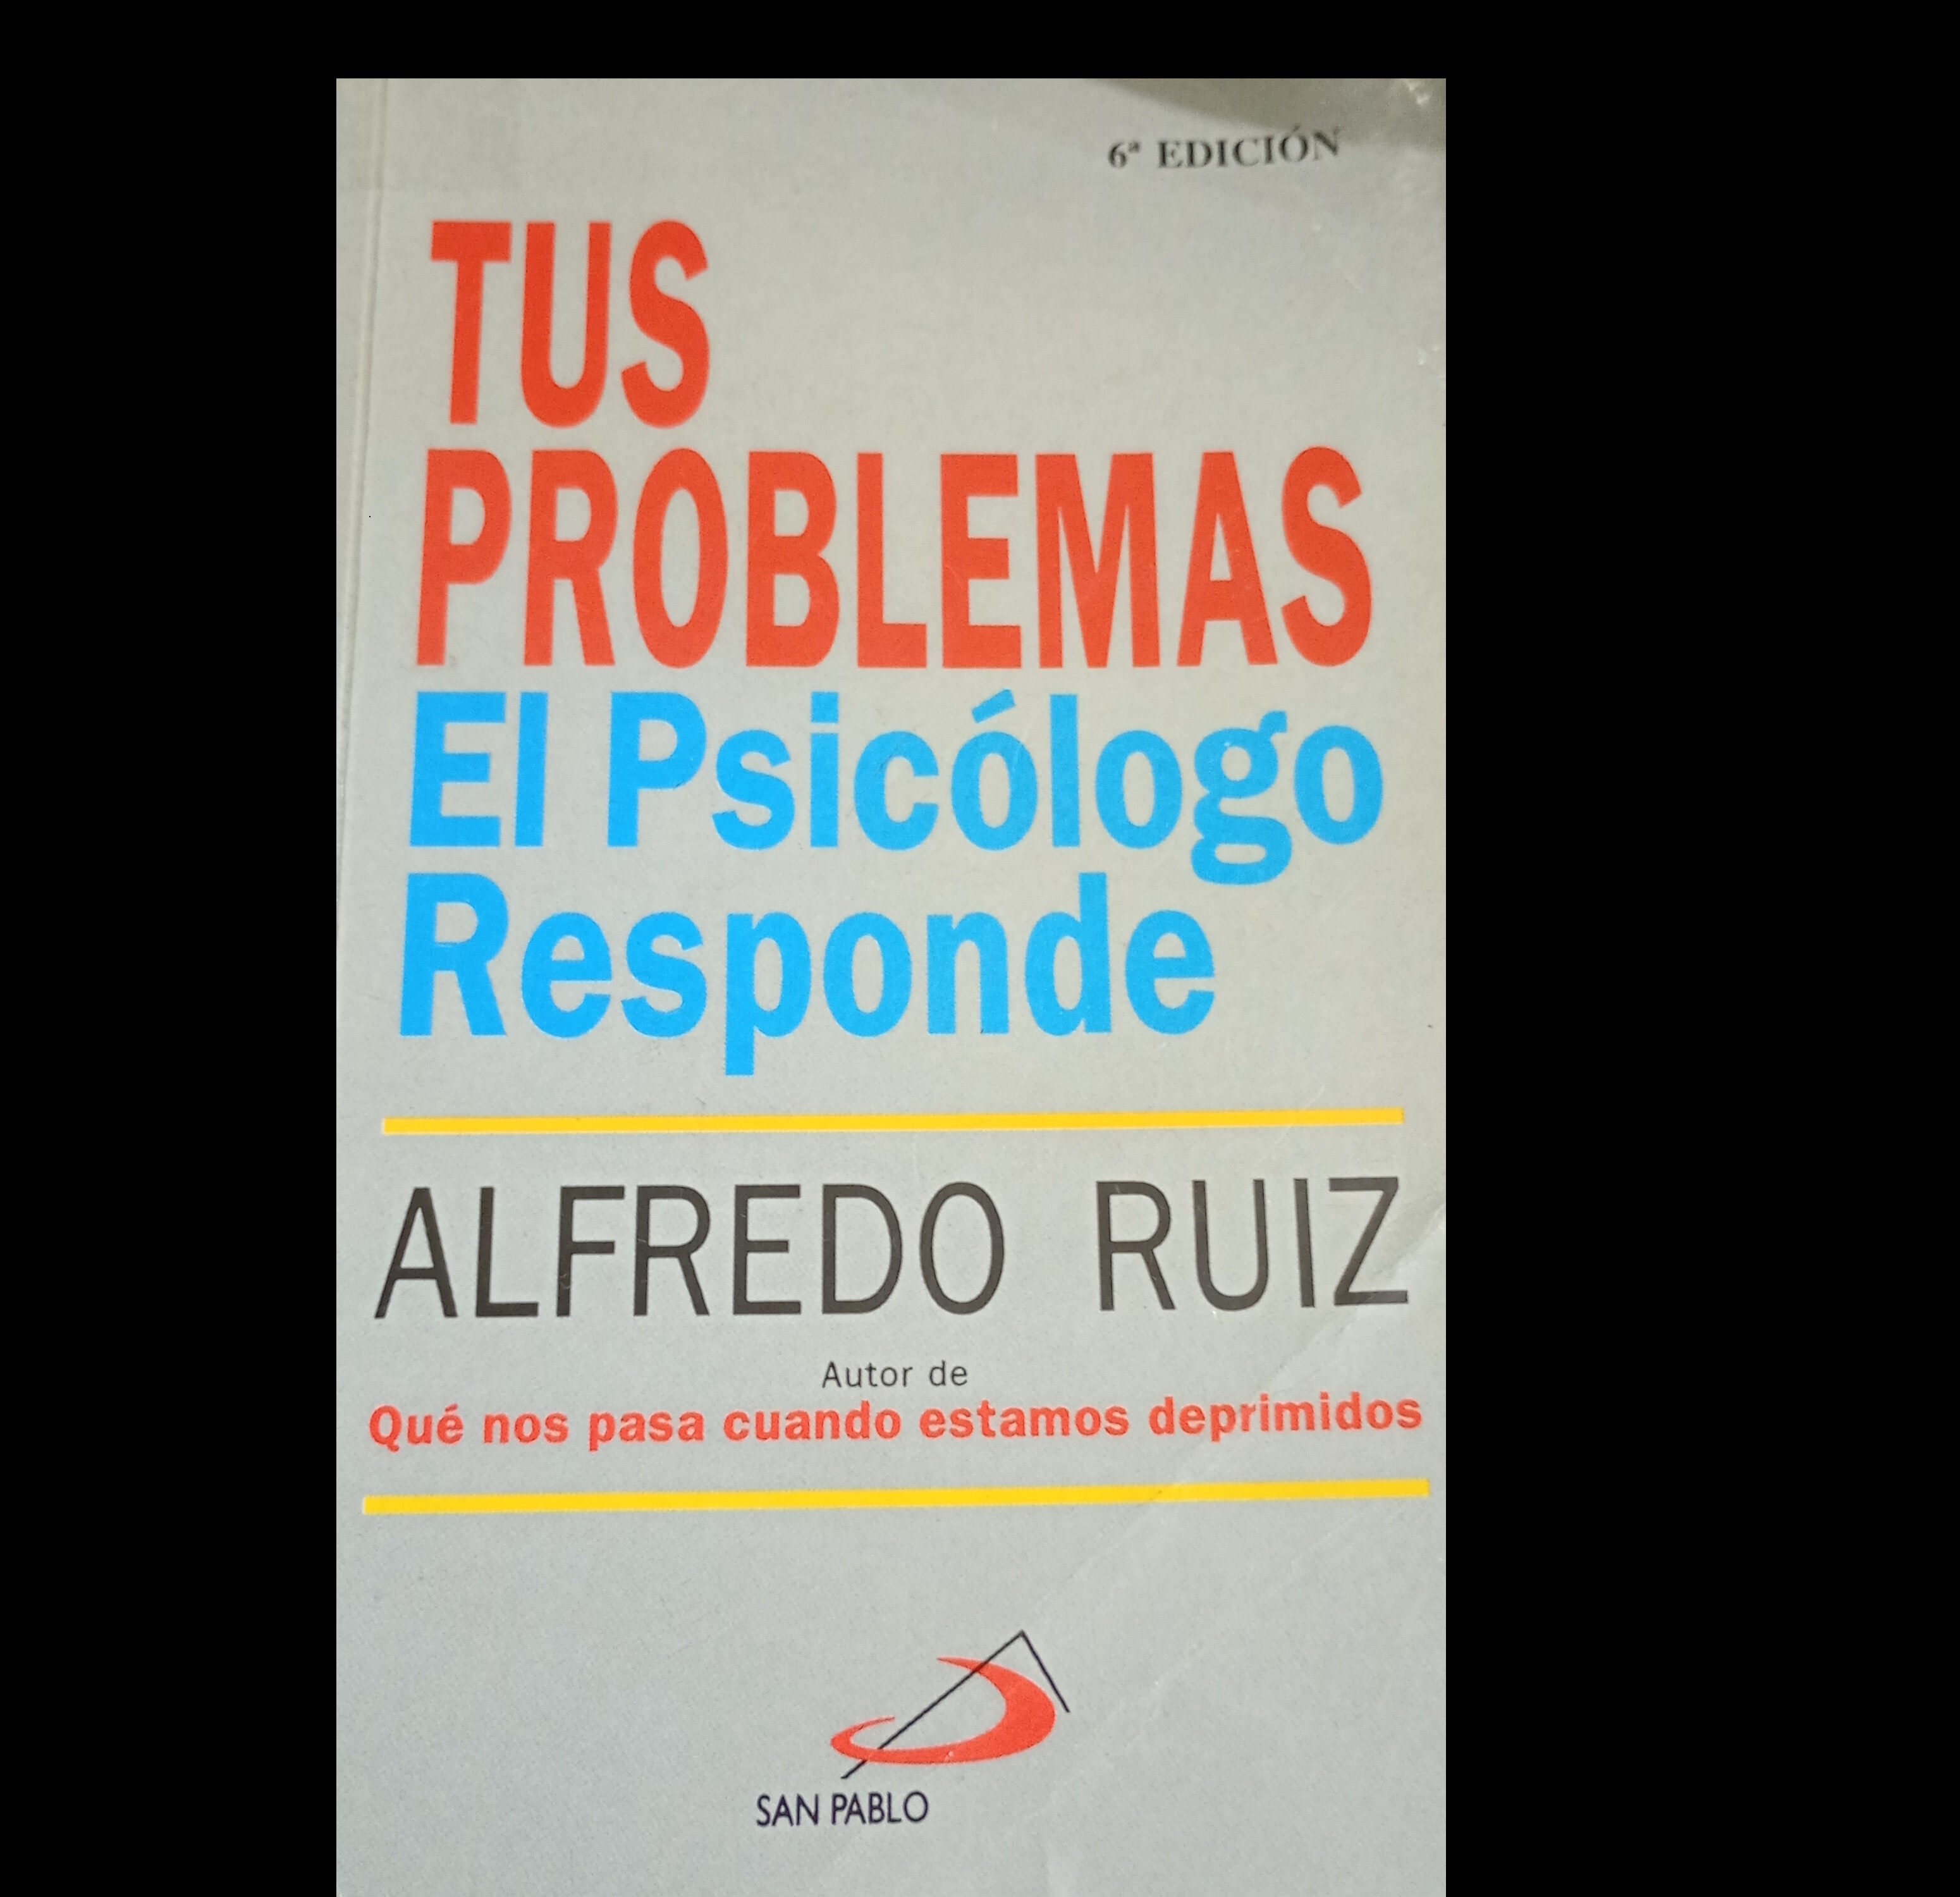 6ª EDICIÓN
TUS
PROBLEMAS
El Psicólogo
Responde
ALFREDO RUIZ
Autor de
Qué nos pasa cuando estamos deprimidos
SAN PABLO